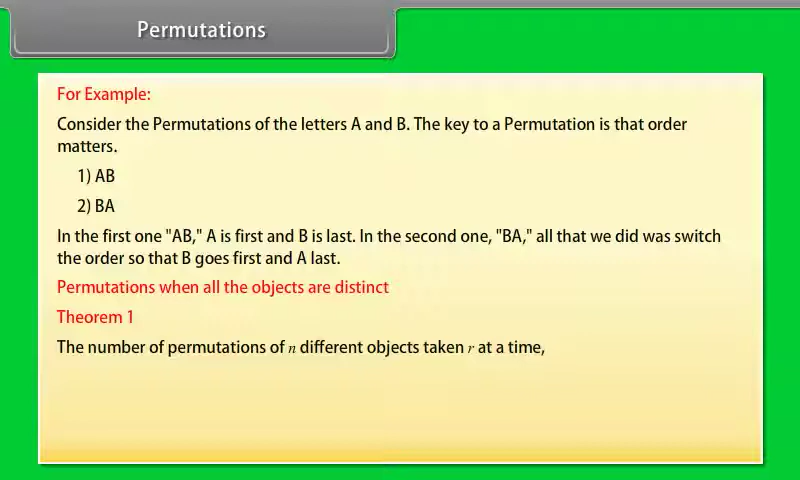 Permutations
For Example:
Consider the Permutations of the letters A and B. The key to a Permutation is that order
matters.
1) AB
2) BA
In the first one "AB," A is first and B is last. In the second one, "BA," all that we did was switch
the order so that B goes first and A last.
Permutations when all the objects are distinct
Theorem 1
The number of permutations of n different objects taken r at a time,